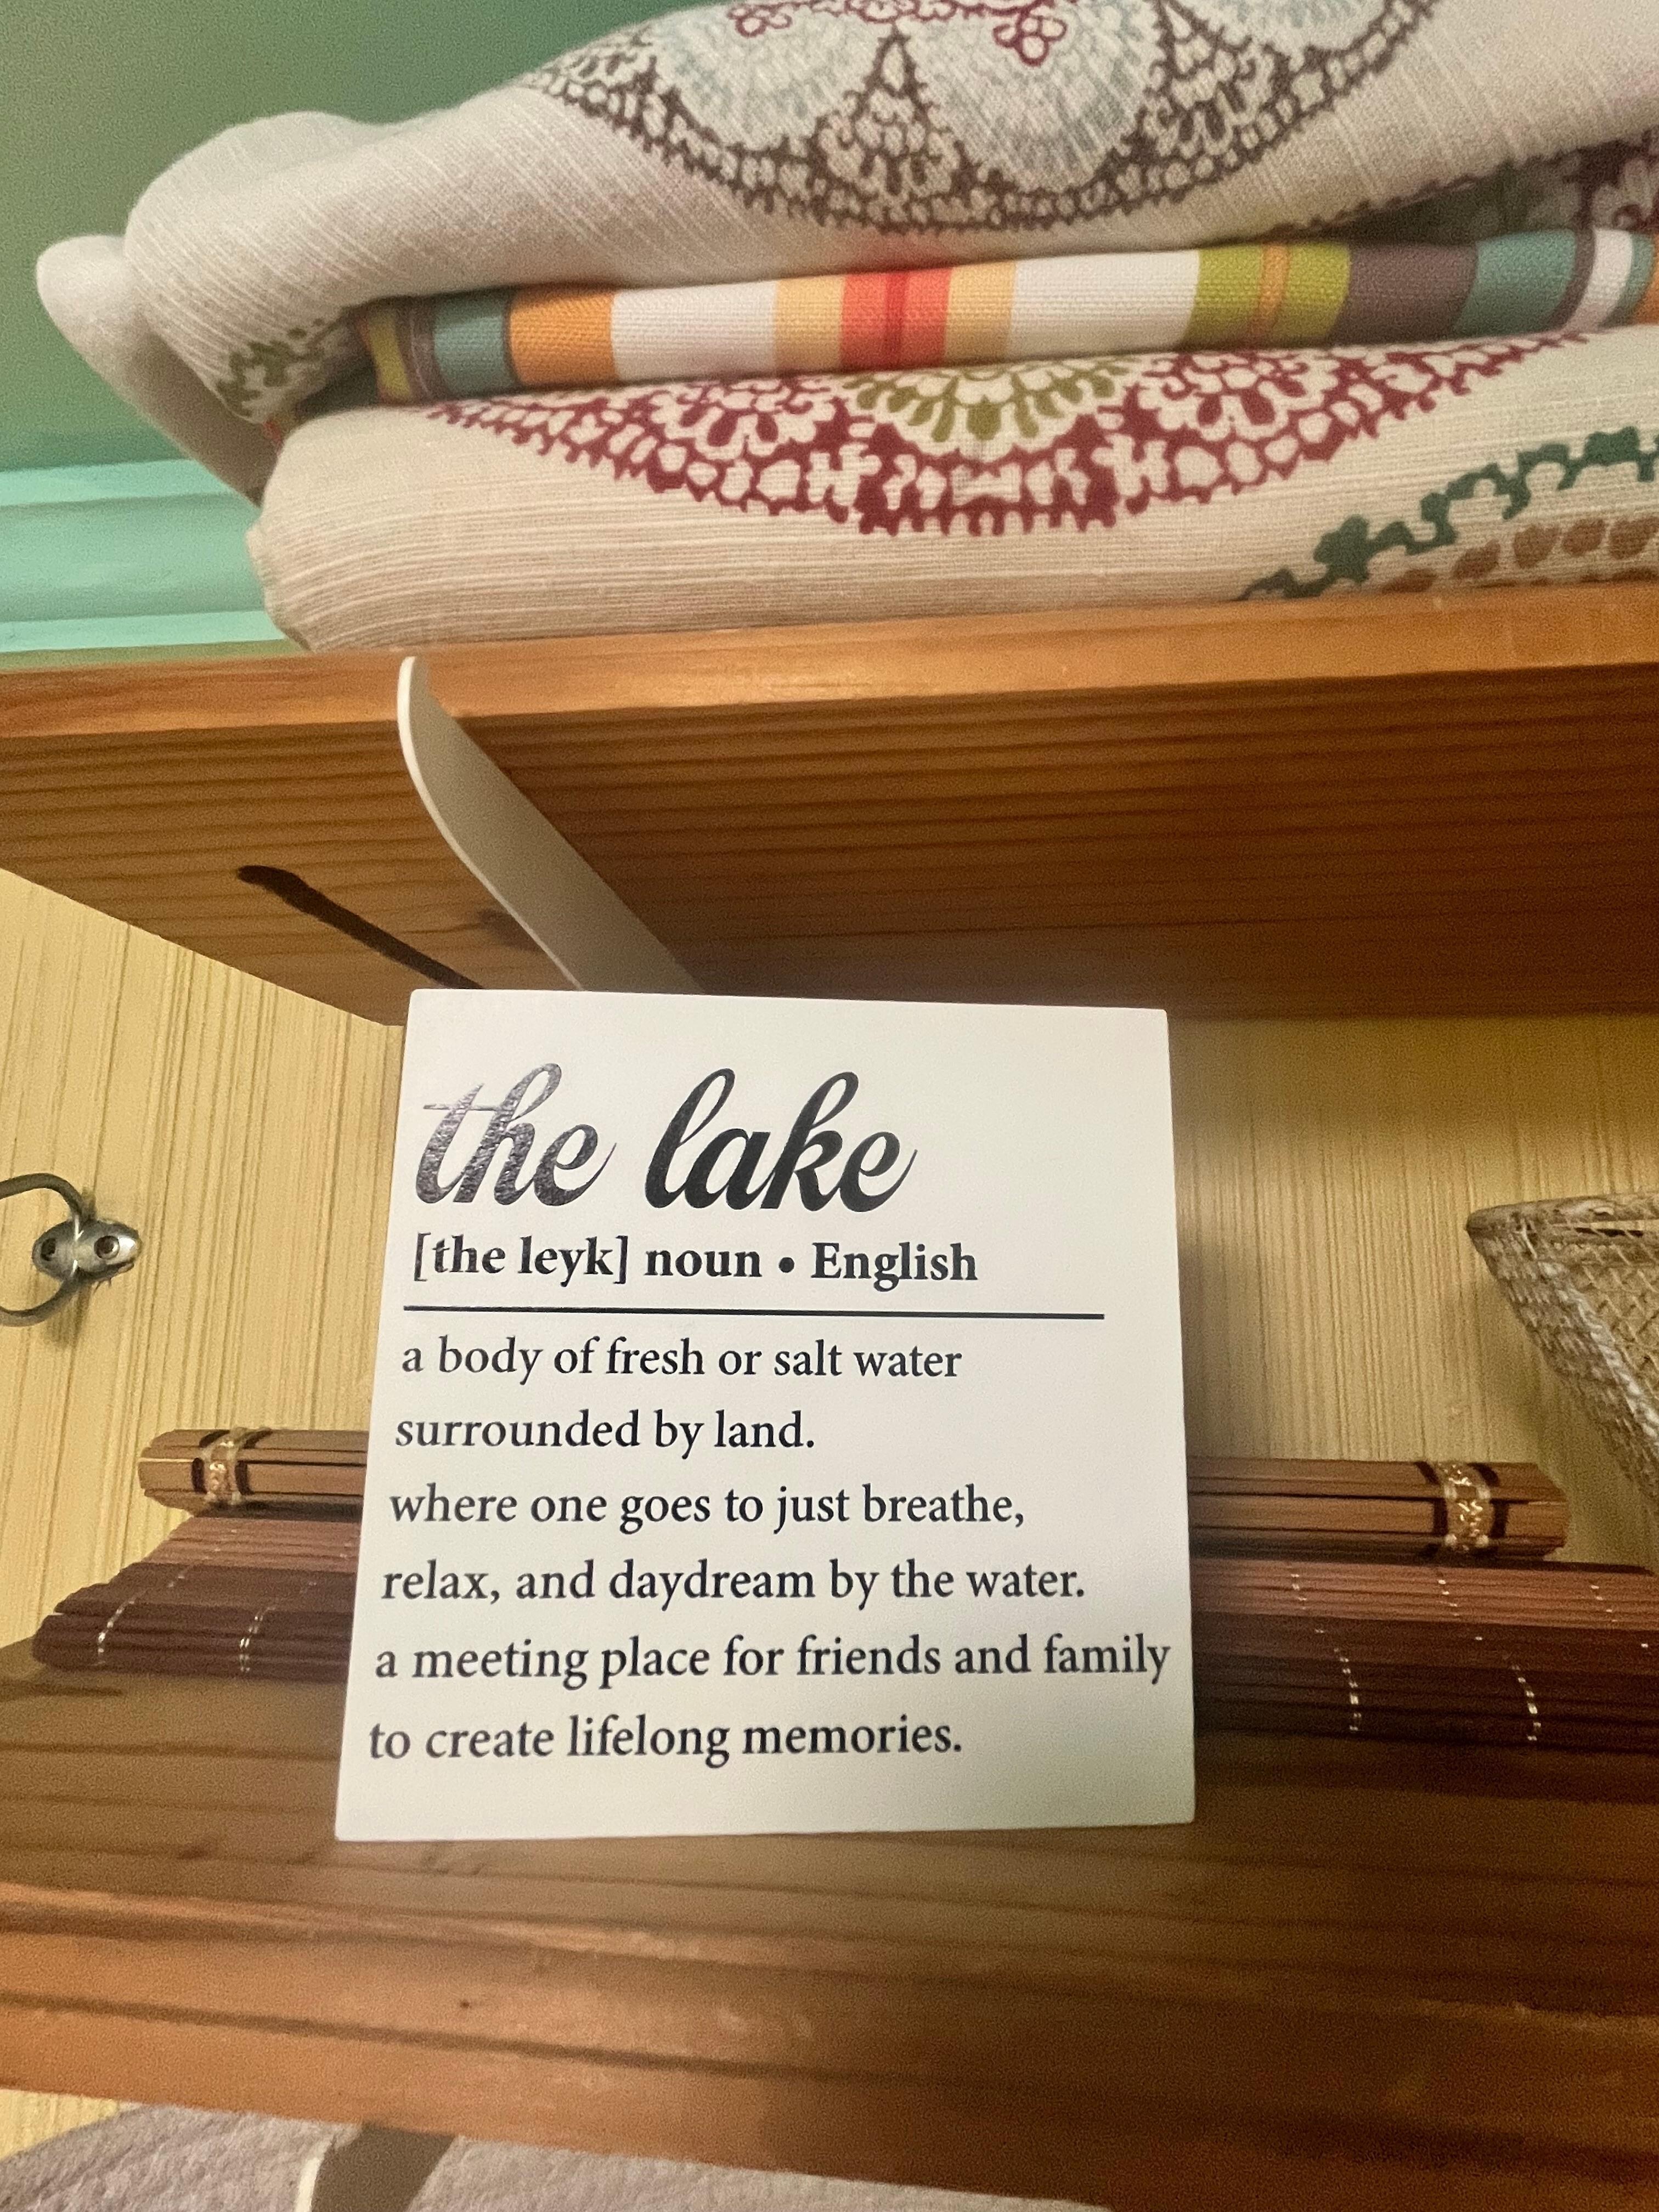 the lake
[the leyk] noun • English
a body of fresh or salt water
surrounded by land.
where one goes to just breathe,
relax, and daydream by the water.
a meeting place for friends and family
to create lifelong memories.